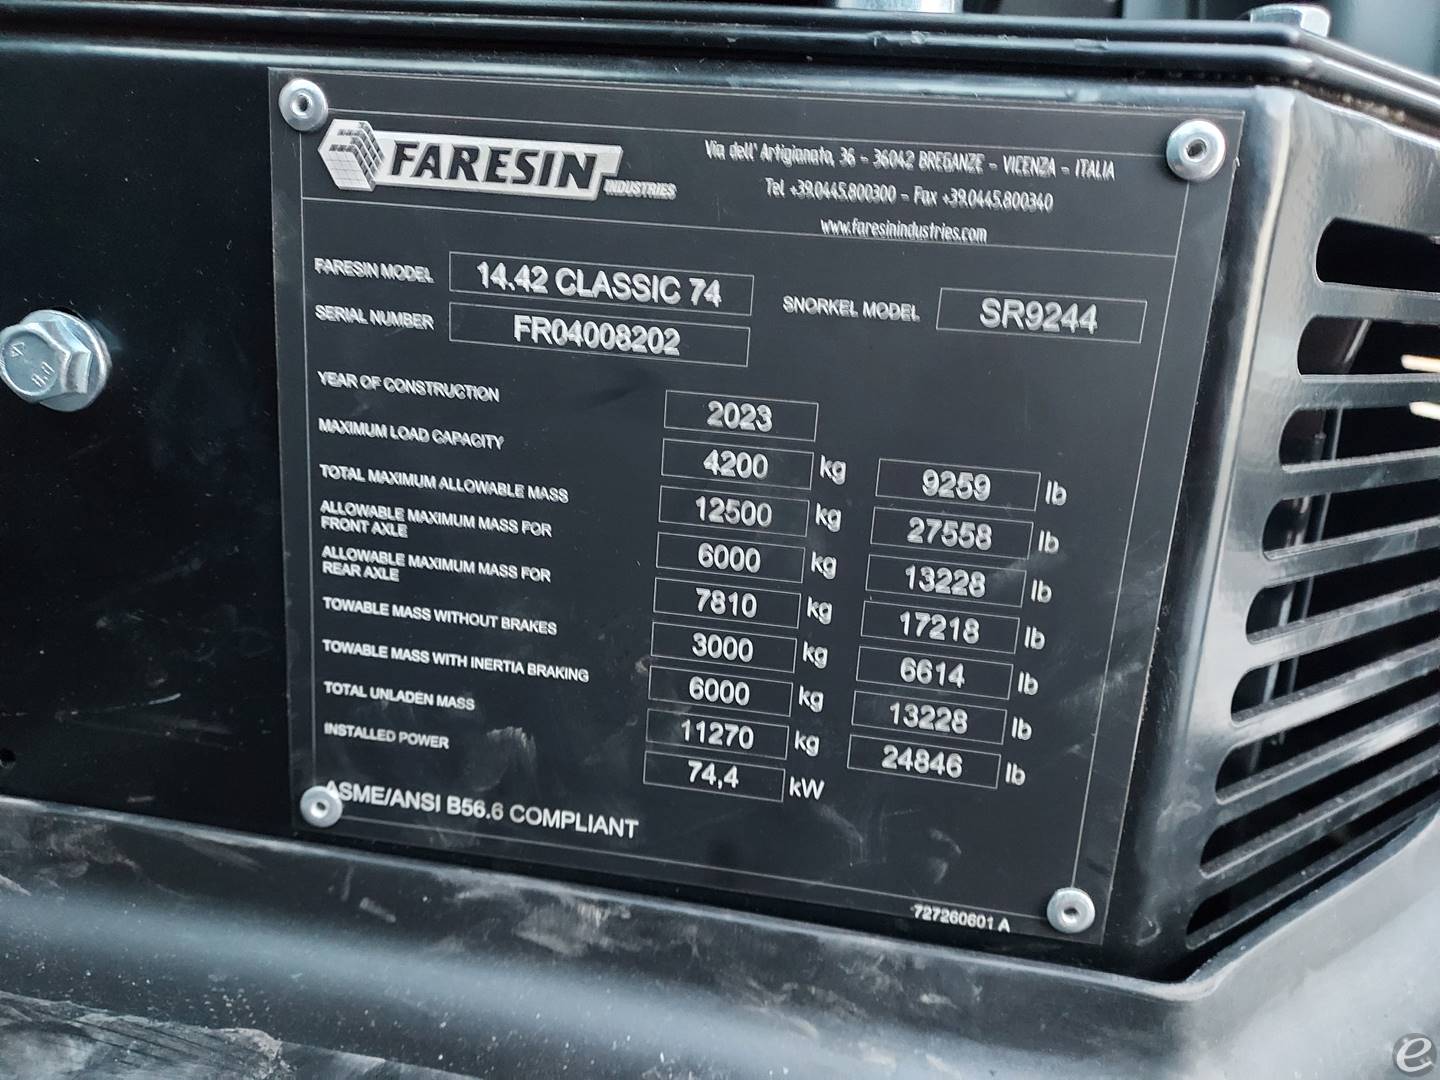 FARESIN
INDUSTRIES
Via dell' Artigianato, 36 - 36042 BREGANZE - VICENZA - ITALIA
Tel +39.0445.800300 - Fax +39.0445.800340
www.faresinindustries.com
FARESIN MODEL 14.42 CLASSIC 74 SNORKEL MODEL SR9244
SERIAL NUMBER FR04008202
YEAR OF CONSTRUCTION 2023
MAXIMUM LOAD CAPACITY 4200 kg 9259 lb
TOTAL MAXIMUM ALLOWABLE MASS 12500 kg 27558 lb
ALLOWABLE MAXIMUM MASS FOR
FRONT AXLE 6000 kg 13228 lb
ALLOWABLE MAXIMUM MASS FOR
REAR AXLE 7810 kg 17218 lb
TOWABLE MASS WITHOUT BRAKES 3000 kg 6614 lb
TOWABLE MASS WITH INERTIA BRAKING 6000 kg 13228 lb
TOTAL UNLADEN MASS 11270 kg 24846 lb
INSTALLED POWER 74,4 kW
ASME/ANSI B56.6 COMPLIANT
727260601 A
8.8
e